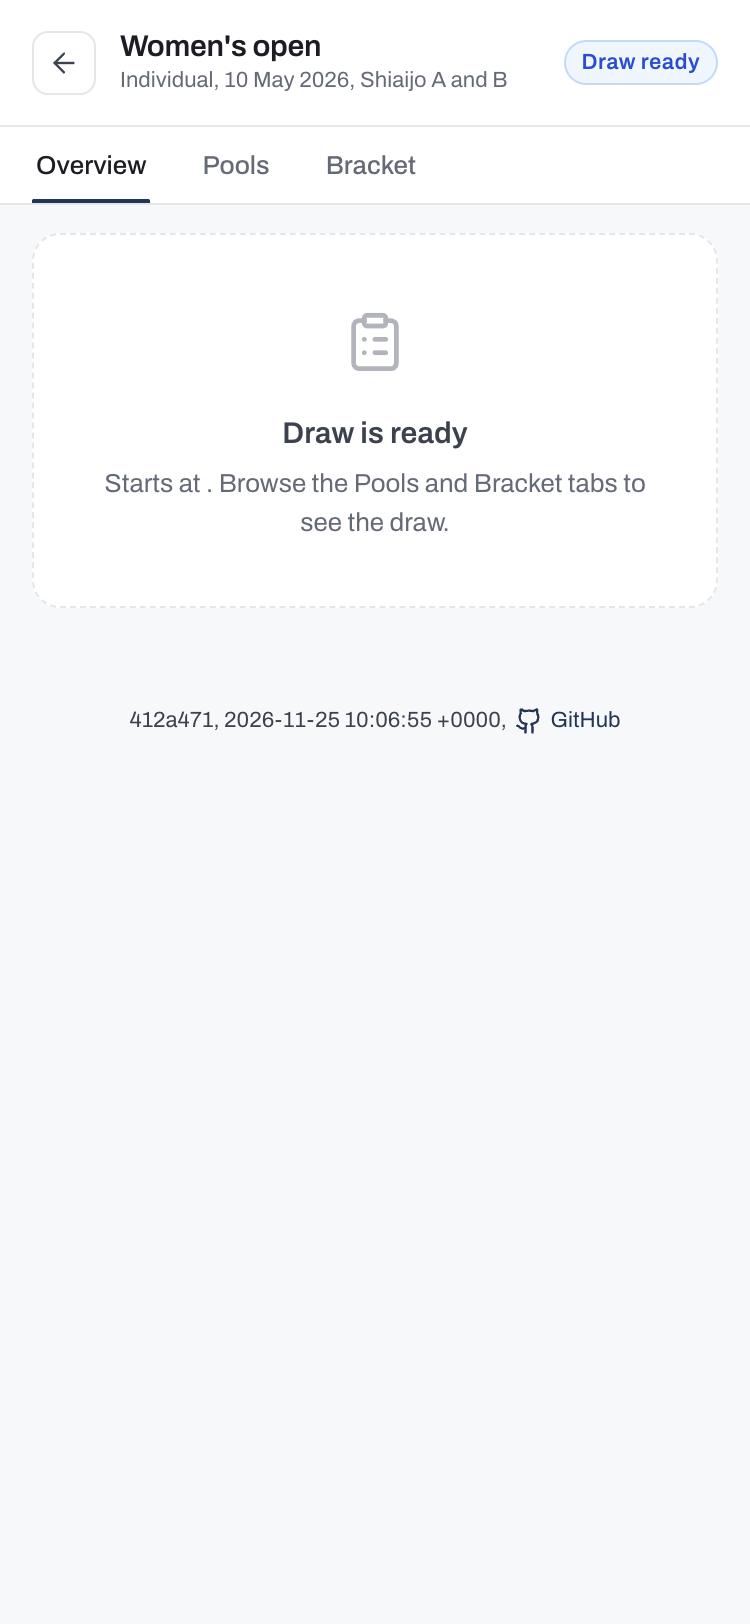 Women's open
Individual, 10 May 2026, Shiaijo A and B
Draw ready
Overview
Pools
Bracket
Draw is ready
Starts at . Browse the Pools and Bracket tabs to
see the draw.
412a471, 2026-11-25 10:06:55 +0000, GitHub